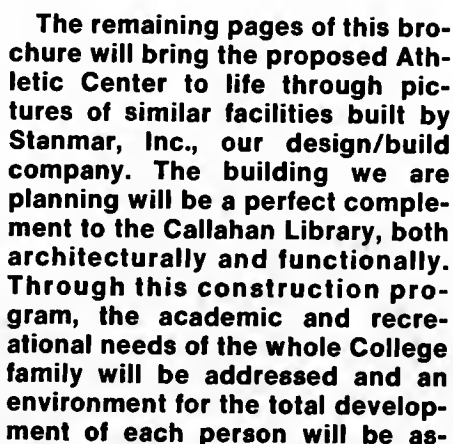 The remaining pages of this bro-
chure will bring the proposed Ath-
letic Center to life through pic-
tures of similar facilities built by
Stanmar, Inc., our design/build
company. The building we are
planning will be a perfect comple-
ment to the Callahan Library, both
architecturally and functionally.
Through this construction pro-
gram, the academic and recre-
ational needs of the whole College
family will be addressed and an
environment for the total develop-
ment of each person will be as-